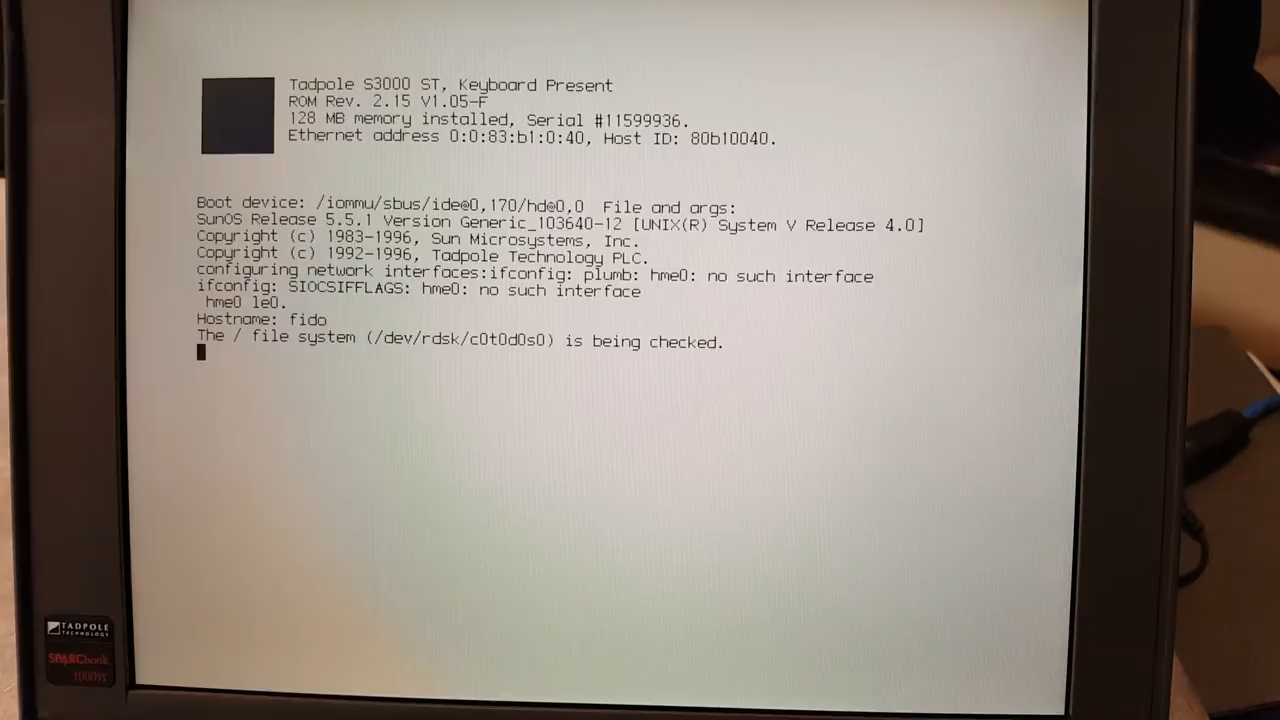 Tadpole S3000 ST, Keyboard Present
ROM Rev. 2.15 V1.05-F
128 MB memory installed, Serial #11599936.
Ethernet address 0:0:83:b1:0:40, Host ID: 80b10040.
Boot device: /iommu/sbus/ide@0,170/hd@0,0  File and args:
SunOS Release 5.5.1 Version Generic_103640-12 [UNIX(R) System V Release 4.0]
Copyright (c) 1983-1996, Sun Microsystems, Inc.
Copyright (c) 1992-1996, Tadpole Technology PLC.
configuring network interfaces:ifconfig: plumb: hme0: no such interface
ifconfig: SIOCSIFFLAGS: hme0: no such interface
 hme0 le0.
Hostname: fido
The / file system (/dev/rdsk/c0t0d0s0) is being checked.
TADPOLE
TECHNOLOGY
SPARCbook
3000ST